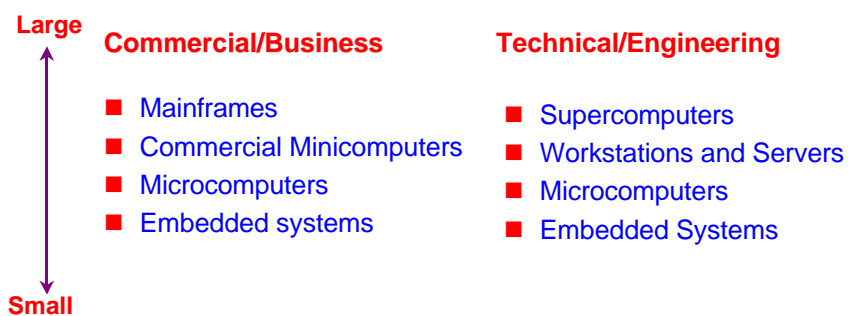 Large
Commercial/Business
Technical/Engineering
Mainframes
Commercial Minicomputers
Microcomputers
Embedded systems
Supercomputers
Workstations and Servers
Microcomputers
Embedded Systems
Small